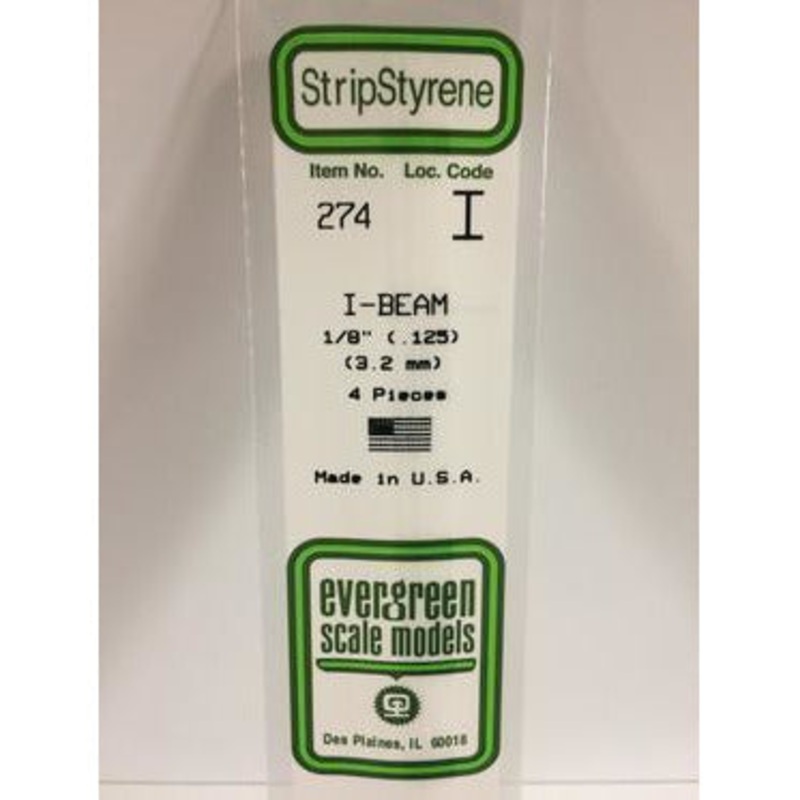 StripStyrene
Item No. Loc. Code
274 I
I-BEAM
1/8" (.125)
(3.2 mm)
4 Pieces
Made in U.S.A.
evergreen
scale models
Des Plaines, IL 60018